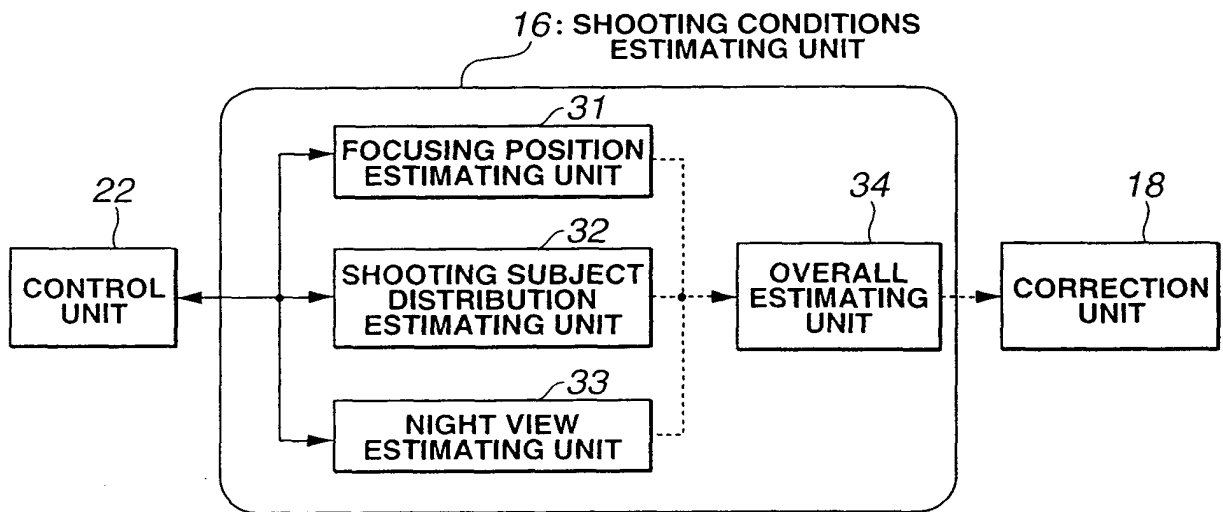 16: SHOOTING CONDITIONS
ESTIMATING UNIT
31
FOCUSING POSITION
ESTIMATING UNIT
22
CONTROL
UNIT
32
SHOOTING SUBJECT
DISTRIBUTION
ESTIMATING UNIT
34
OVERALL
ESTIMATING
UNIT
18
CORRECTION
UNIT
33
NIGHT VIEW
ESTIMATING UNIT